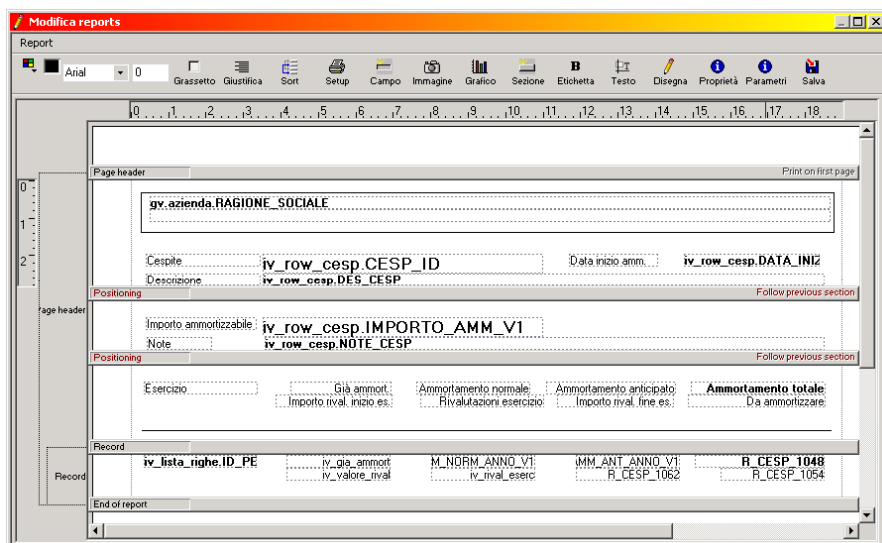 Modifica reports
Report
Arial 0 Grassetto Giustifica Sort Setup Campo Immagine Grafico Sezione Etichetta Testo Disegna Proprietà Parametri Salva
0 1 2 3 4 5 6 7 8 9 10 11 12 13 14 15 16 17 18
Page header Print on first page
0
gv.azienda.RAGIONE_SOCIALE
1
2
Cespite iv_row_cesp.CESP_ID Data inizio amm. iv_row_cesp.DATA_INIZ
Descrizione iv_row_cesp.DES_CESP
Positioning Follow previous section
age header
Importo ammortizzabile iv_row_cesp.IMPORTO_AMM_V1
Note iv_row_cesp.NOTE_CESP
Positioning Follow previous section
Esercizio Già ammort. Ammortamento normale Ammortamento anticipato Ammortamento totale
Importo rival. inizio es. Rivalutazioni esercizio Importo rival. fine es. Da ammortizzare
Record
iv_lista_righe.ID_PE iv_gia_ammort M_NORM_ANNO_V1 MM_ANT_ANNO_V1 R_CESP_1048
Record iv_valore_rival iv_rival_eserc R_CESP_1062 R_CESP_1054
End of report